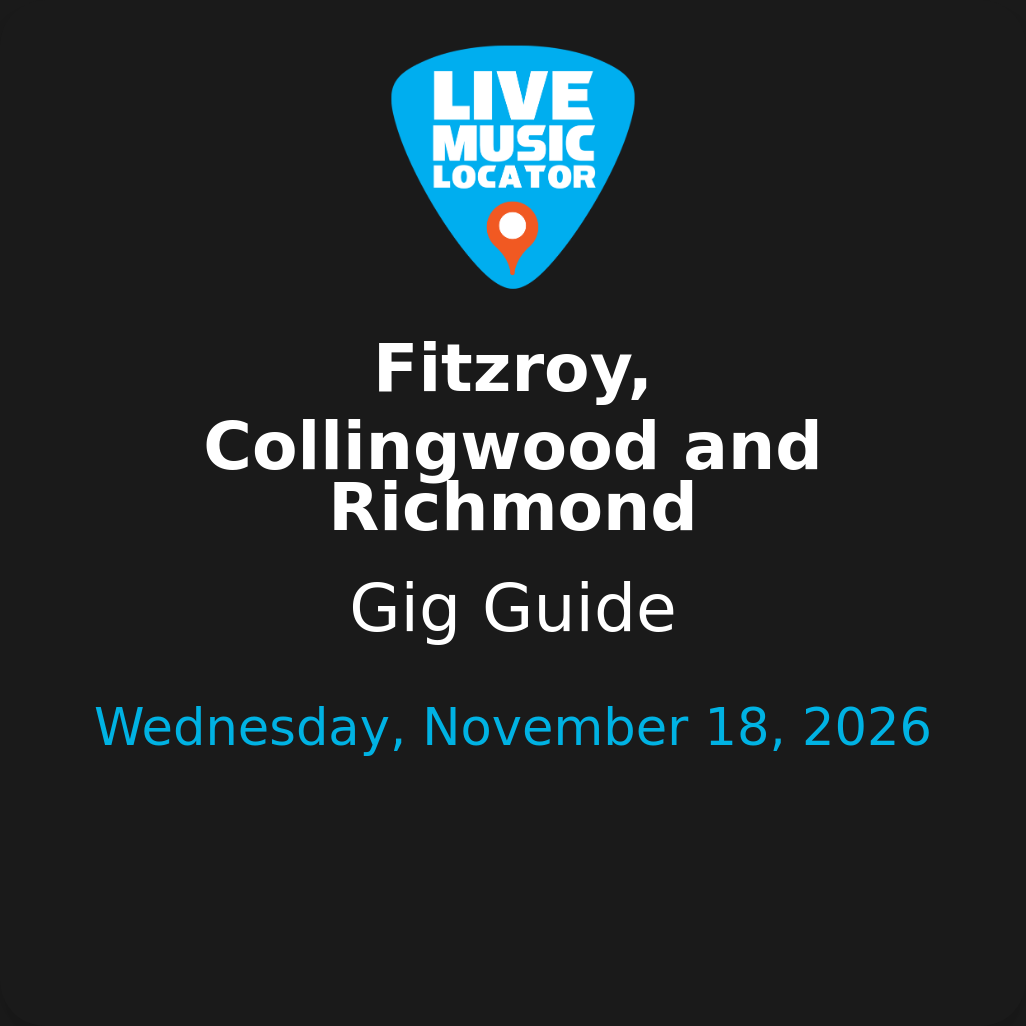 LIVE
MUSIC
LOCATOR
Fitzroy,
Collingwood and
Richmond
Gig Guide
Wednesday, November 18, 2026